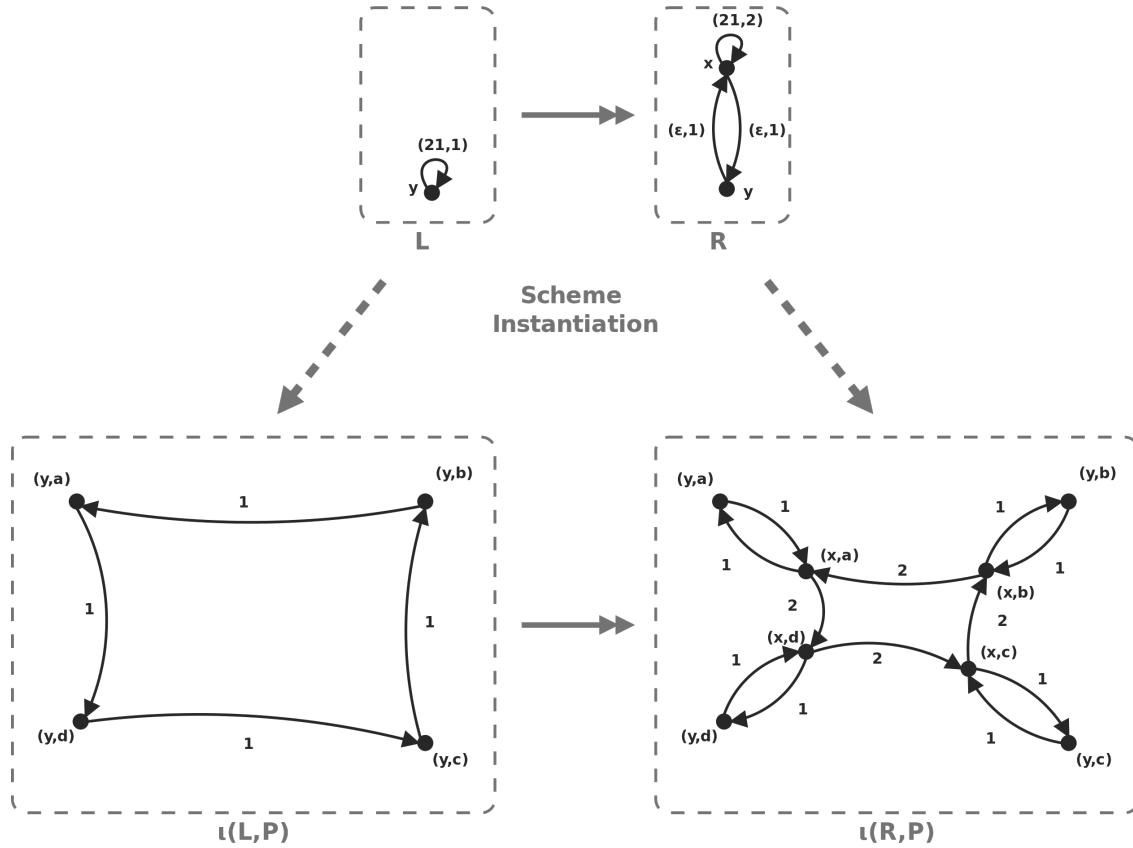 (21,2)
x
(ε,1)
(ε,1)
y
(21,1)
y
L
R
Scheme
Instantiation
(y,a)
(y,b)
1
1
1
1
(y,d)
(y,c)
ι(L,P)
(y,a)
(y,b)
1
1
1
1
(x,a)
2
(x,b)
2
2
(x,d)
2
(x,c)
1
1
1
1
(y,d)
(y,c)
ι(R,P)